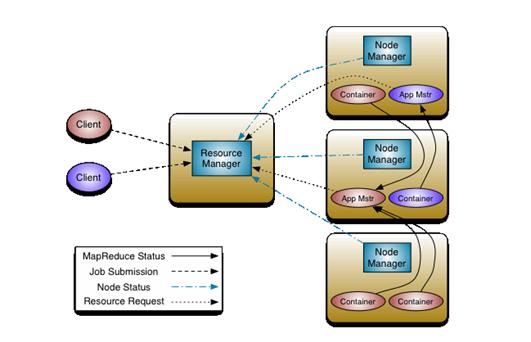 Node
Manager
Container
App Mstr
Client
Resource
Manager
Client
Node
Manager
App Mstr
Container
MapReduce Status
Job Submission
Node Status
Resource Request
Node
Manager
Container
Container